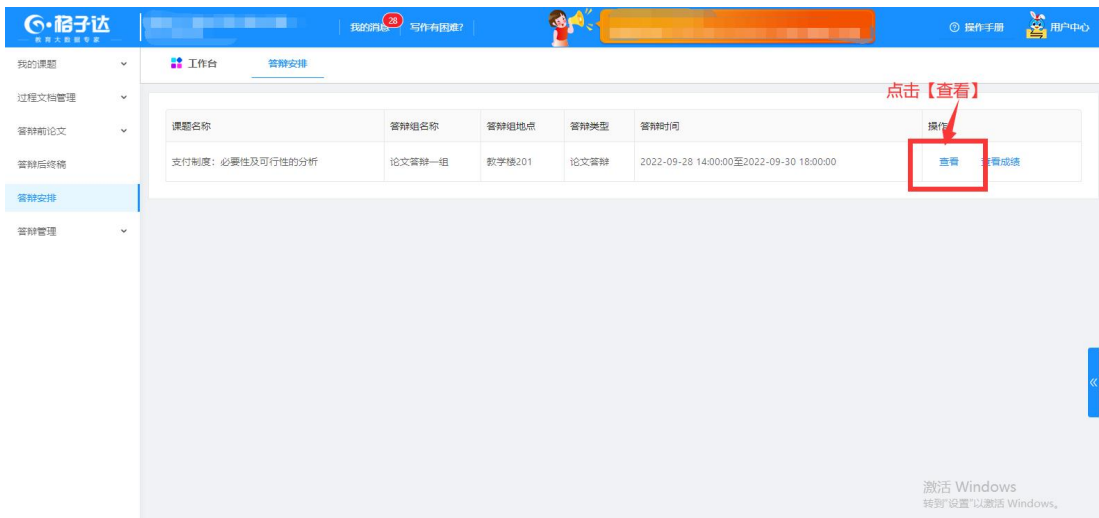 格子达
教育大数据专家
我的消息 28 写作有困难?
操作手册 用户中心
我的课题
过程文档管理
答辩前论文
答辩后终稿
答辩安排
答辩管理
工作台 答辩安排
点击【查看】
课题名称 答辩组名称 答辩组地点 答辩类型 答辩时间 操作
支付制度：必要性及可行性的分析 论文答辩一组 教学楼201 论文答辩 2022-09-28 14:00:00至2022-09-30 18:00:00 查看 查看成绩
激活 Windows
转到"设置"以激活 Windows。